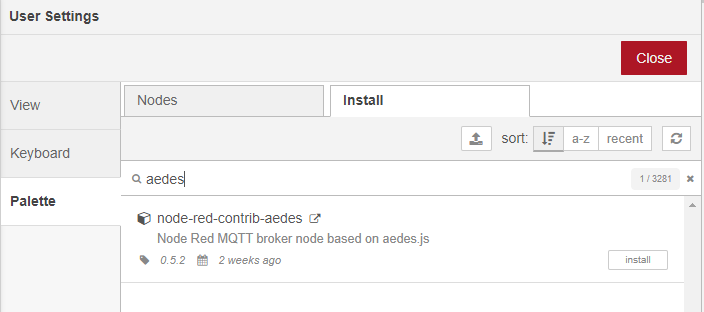 User Settings
Close
View
Keyboard
Palette
Nodes
Install
sort: a-z recent
aedes
1 / 3281
node-red-contrib-aedes
Node Red MQTT broker node based on aedes.js
0.5.2 2 weeks ago
install